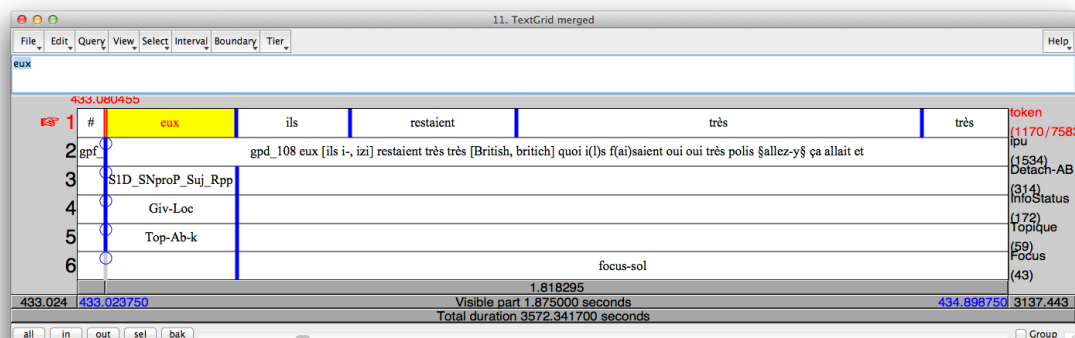 11. TextGrid merged
File Edit Query View Select Interval Boundary Tier Help
eux
433.080455
1 # eux ils restaient très très token (1170/7583
2 gpf_ gpd_108 eux [ils i-, izi] restaient très très [British, britich] quoi i(l)s f(ai)saient oui oui très polis §allez-y§ ça allait et ipu (1534)
3 S1D_SNproP_Suj_Rpp Detach-AB (314)
4 Giv-Loc InfoStatus (172)
5 Top-Ab-k Topique (59)
6 focus-sol Focus (43)
1.818295
433.024 433.023750 Visible part 1.875000 seconds 434.898750 3137.443
Total duration 3572.341700 seconds
all in out sel bak Group